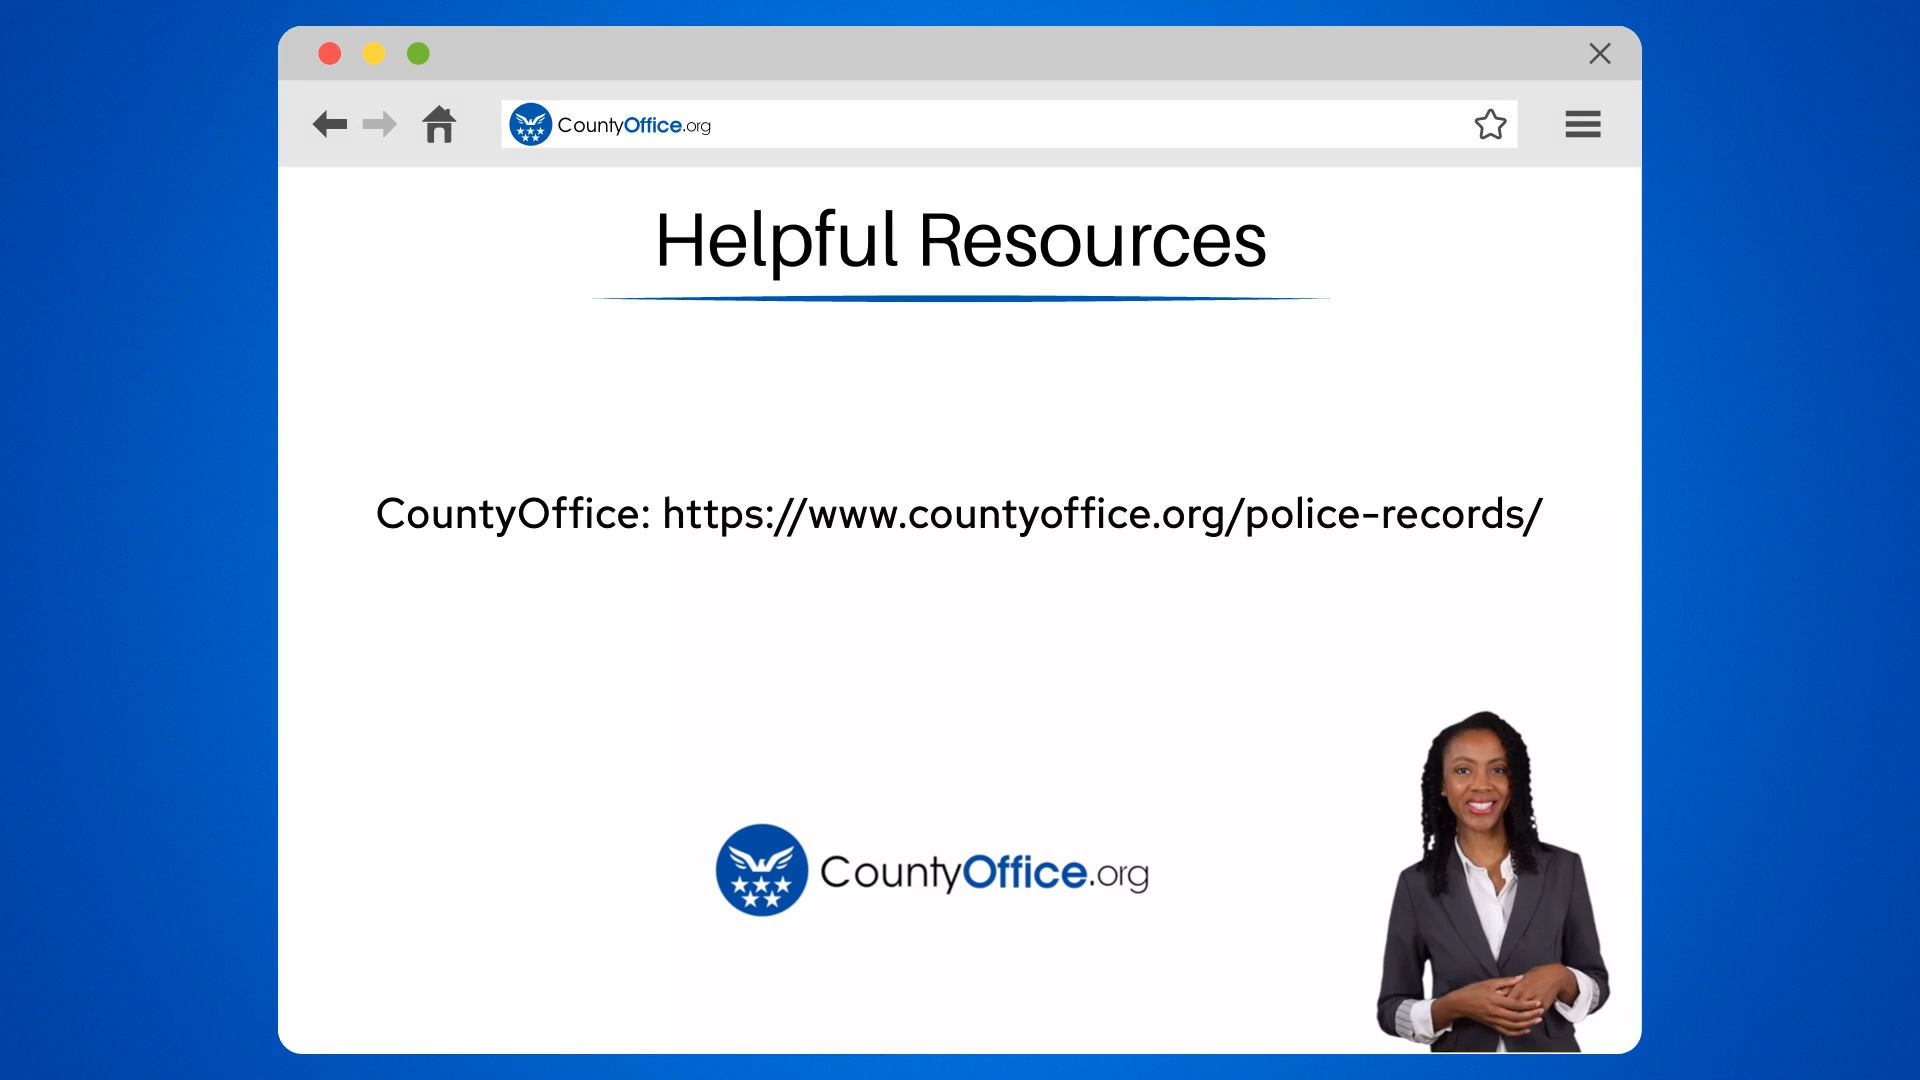 CountyOffice.org
Helpful Resources
CountyOffice: https://www.countyoffice.org/police-records/
CountyOffice.org